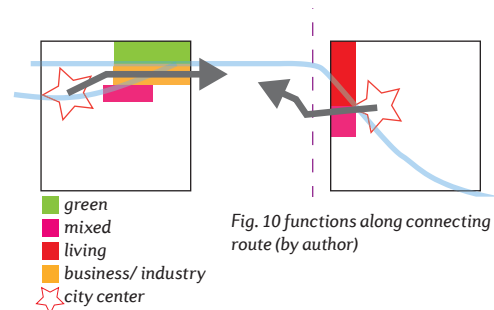 green
mixed
living
business/ industry
city center
Fig. 10 functions along connecting
route (by author)